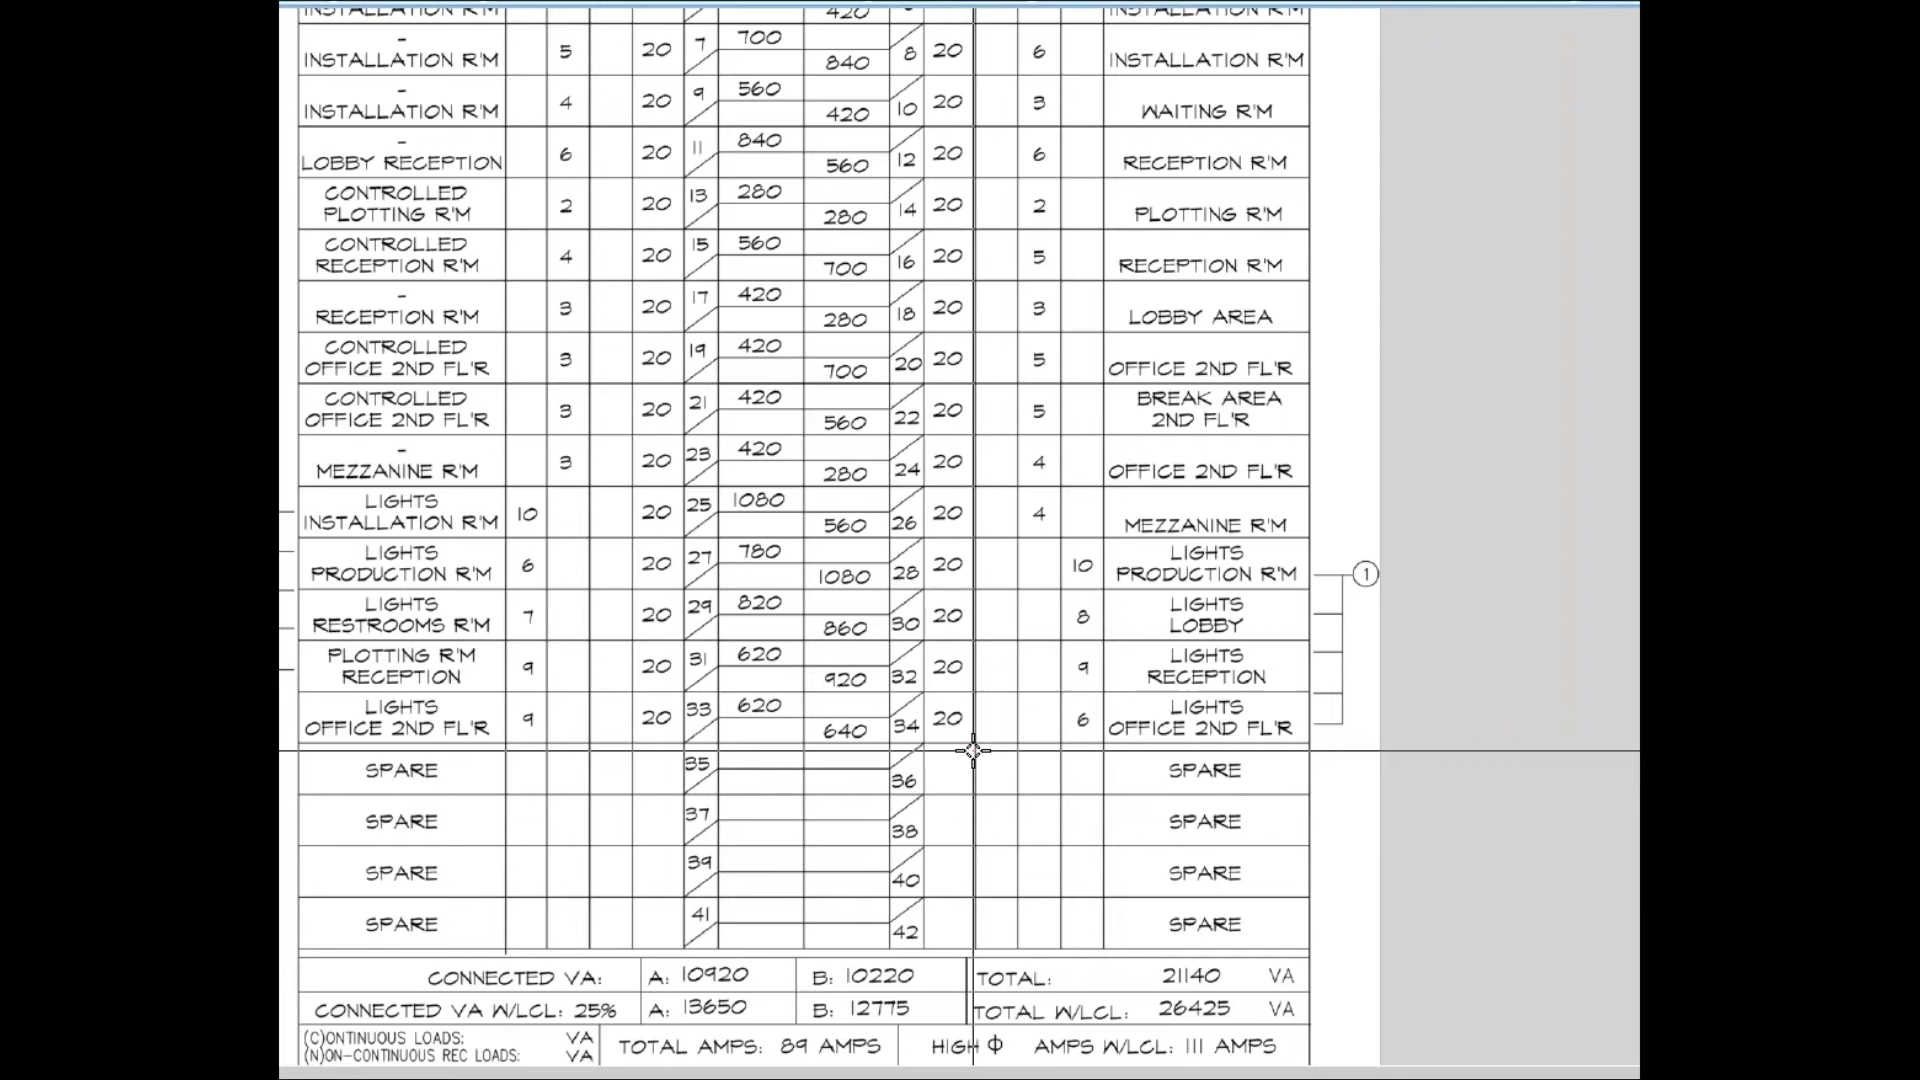 INSTALLATION R'M 420 INSTALLATION R'M
- INSTALLATION R'M 5 20 7 700 840 8 20 6 INSTALLATION R'M
- INSTALLATION R'M 4 20 9 560 420 10 20 3 WAITING R'M
- LOBBY RECEPTION 6 20 11 840 560 12 20 6 RECEPTION R'M
CONTROLLED PLOTTING R'M 2 20 13 280 280 14 20 2 PLOTTING R'M
CONTROLLED RECEPTION R'M 4 20 15 560 700 16 20 5 RECEPTION R'M
- RECEPTION R'M 3 20 17 420 280 18 20 3 LOBBY AREA
CONTROLLED OFFICE 2ND FL'R 3 20 19 420 700 20 20 5 OFFICE 2ND FL'R
CONTROLLED OFFICE 2ND FL'R 3 20 21 420 560 22 20 5 BREAK AREA 2ND FL'R
- MEZZANINE R'M 3 20 23 420 280 24 20 4 OFFICE 2ND FL'R
LIGHTS INSTALLATION R'M 10 20 25 1080 560 26 20 4 MEZZANINE R'M
LIGHTS PRODUCTION R'M 6 20 27 780 1080 28 20 10 LIGHTS PRODUCTION R'M 1
LIGHTS RESTROOMS R'M 7 20 29 820 860 30 20 8 LIGHTS LOBBY
PLOTTING R'M RECEPTION 9 20 31 620 920 32 20 9 LIGHTS RECEPTION
LIGHTS OFFICE 2ND FL'R 9 20 33 620 640 34 20 6 LIGHTS OFFICE 2ND FL'R
SPARE 35 36 SPARE
SPARE 37 38 SPARE
SPARE 39 40 SPARE
SPARE 41 42 SPARE
CONNECTED VA: A: 10920 B: 10220 TOTAL: 21140 VA
CONNECTED VA W/LCL: 25% A: 13650 B: 12775 TOTAL W/LCL: 26425 VA
(C)ONTINUOUS LOADS: VA
(N)ON-CONTINUOUS REC LOADS: VA
TOTAL AMPS: 89 AMPS HIGH Φ AMPS W/LCL: 111 AMPS